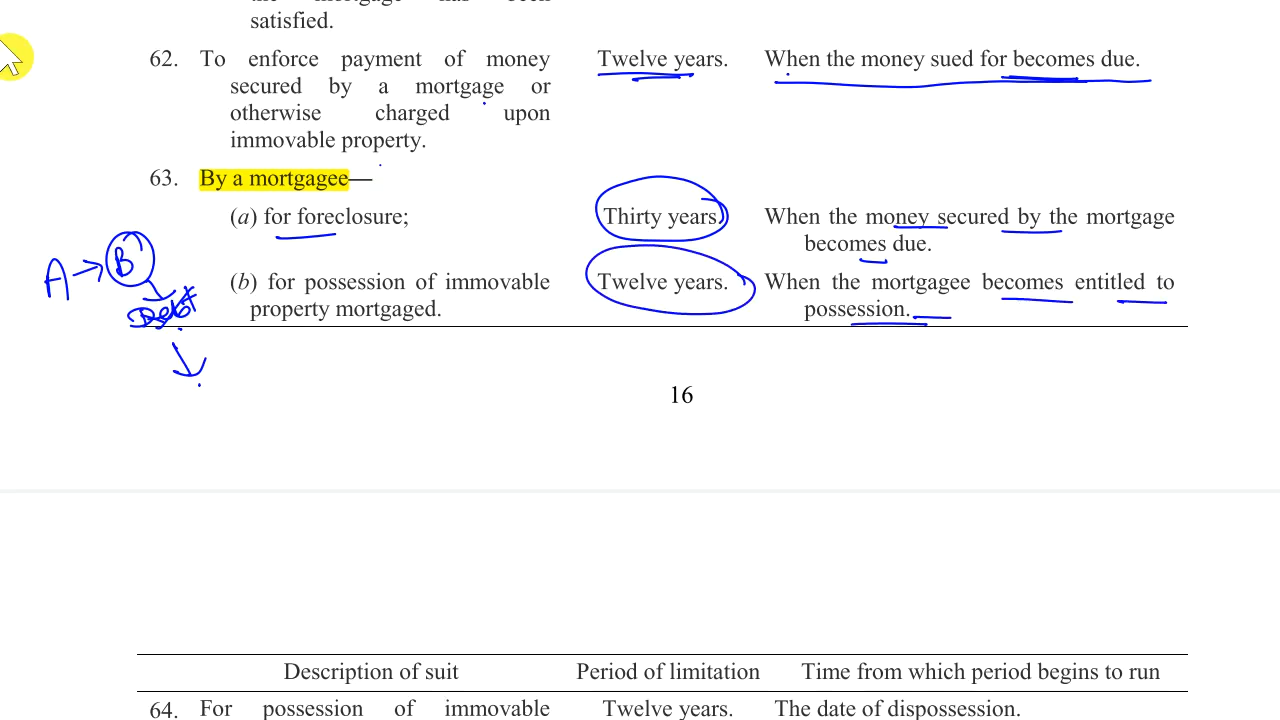 the mortgage has been
satisfied.
62. To enforce payment of money Twelve years. When the money sued for becomes due.
secured by a mortgage or
otherwise charged upon
immovable property.
63. By a mortgagee—
(a) for foreclosure; Thirty years. When the money secured by the mortgage
becomes due.
A → B
(b) for possession of immovable Twelve years. When the mortgagee becomes entitled to
property mortgaged. possession.
Debt
16
Description of suit Period of limitation Time from which period begins to run
64. For possession of immovable Twelve years. The date of dispossession.